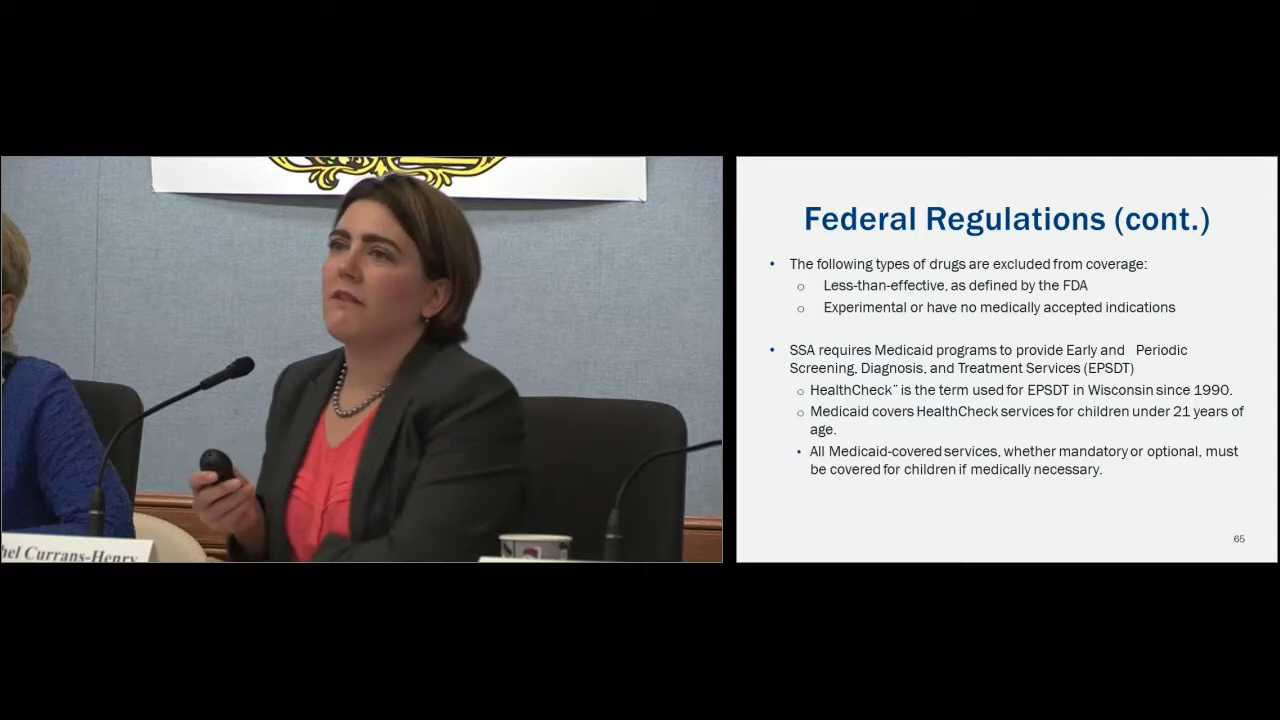 hel Currans-Henry
Federal Regulations (cont.)
• The following types of drugs are excluded from coverage:
o Less-than-effective, as defined by the FDA
o Experimental or have no medically accepted indications
• SSA requires Medicaid programs to provide Early and Periodic
Screening, Diagnosis, and Treatment Services (EPSDT)
o HealthCheck” is the term used for EPSDT in Wisconsin since 1990.
o Medicaid covers HealthCheck services for children under 21 years of
age.
• All Medicaid-covered services, whether mandatory or optional, must
be covered for children if medically necessary.
65